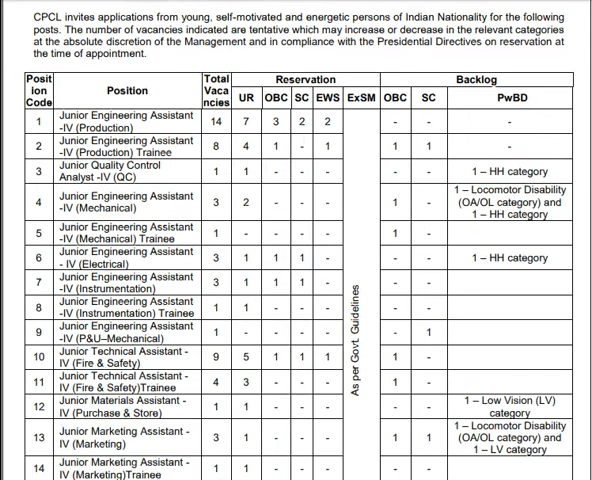 CPCL invites applications from young, self-motivated and energetic persons of Indian Nationality for the following
posts. The number of vacancies indicated are tentative which may increase or decrease in the relevant categories
at the absolute discretion of the Management and in compliance with the Presidential Directives on reservation at
the time of appointment.
Posit ion Code Position Total Vaca ncies Reservation Backlog
UR OBC SC EWS ExSM OBC SC PwBD
As per Govt. Guidelines
1 Junior Engineering Assistant 14 7 3 2 2 - - -
-IV (Production)
2 Junior Engineering Assistant 8 4 1 - 1 1 1 -
-IV (Production) Trainee
3 Junior Quality Control 1 1 - - - - - 1 – HH category
Analyst -IV (QC)
4 Junior Engineering Assistant 3 2 - - - 1 - 1 – Locomotor Disability
-IV (Mechanical) (OA/OL category) and
1 – HH category
5 Junior Engineering Assistant 1 - - - - 1 -
-IV (Mechanical) Trainee
6 Junior Engineering Assistant 3 1 1 1 - - - 1 – HH category
- IV (Electrical)
7 Junior Engineering Assistant 3 1 1 1 - - -
-IV (Instrumentation)
8 Junior Engineering Assistant 1 1 - - - - -
-IV (Instrumentation) Trainee
9 Junior Engineering Assistant 1 - - - - - 1
-IV (P&U–Mechanical)
10 Junior Technical Assistant - 9 5 1 1 1 1 -
IV (Fire & Safety)
11 Junior Technical Assistant - 4 3 - - - 1 -
IV (Fire & Safety)Trainee
12 Junior Materials Assistant - 1 1 - - - - - 1 – Low Vision (LV)
IV (Purchase & Store) category
13 Junior Marketing Assistant - 3 1 - - - 1 1 1 – Locomotor Disability
IV (Marketing) (OA/OL category) and
1 – LV category
14 Junior Marketing Assistant - 1 1 - - - - -
IV (Marketing)Trainee